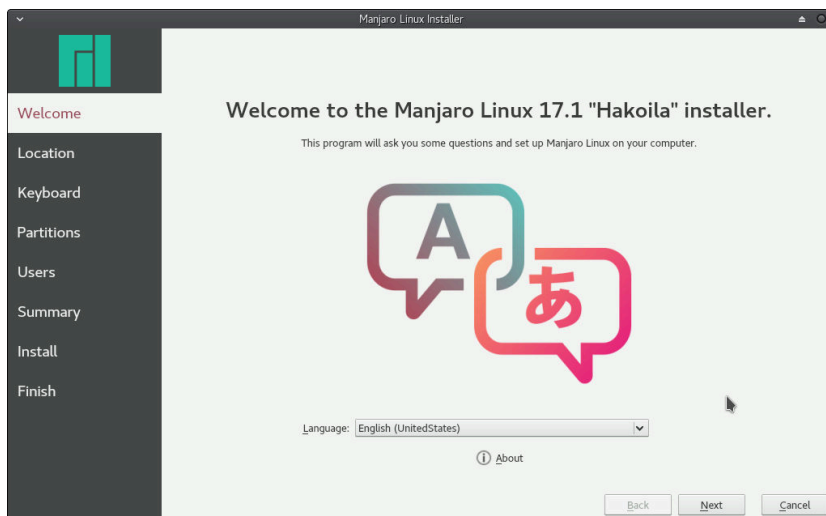 Manjaro Linux Installer
Welcome
Location
Keyboard
Partitions
Users
Summary
Install
Finish
Welcome to the Manjaro Linux 17.1 "Hakoila" installer.
This program will ask you some questions and set up Manjaro Linux on your computer.
A
あ
Language: English (UnitedStates)
About
Back Next Cancel